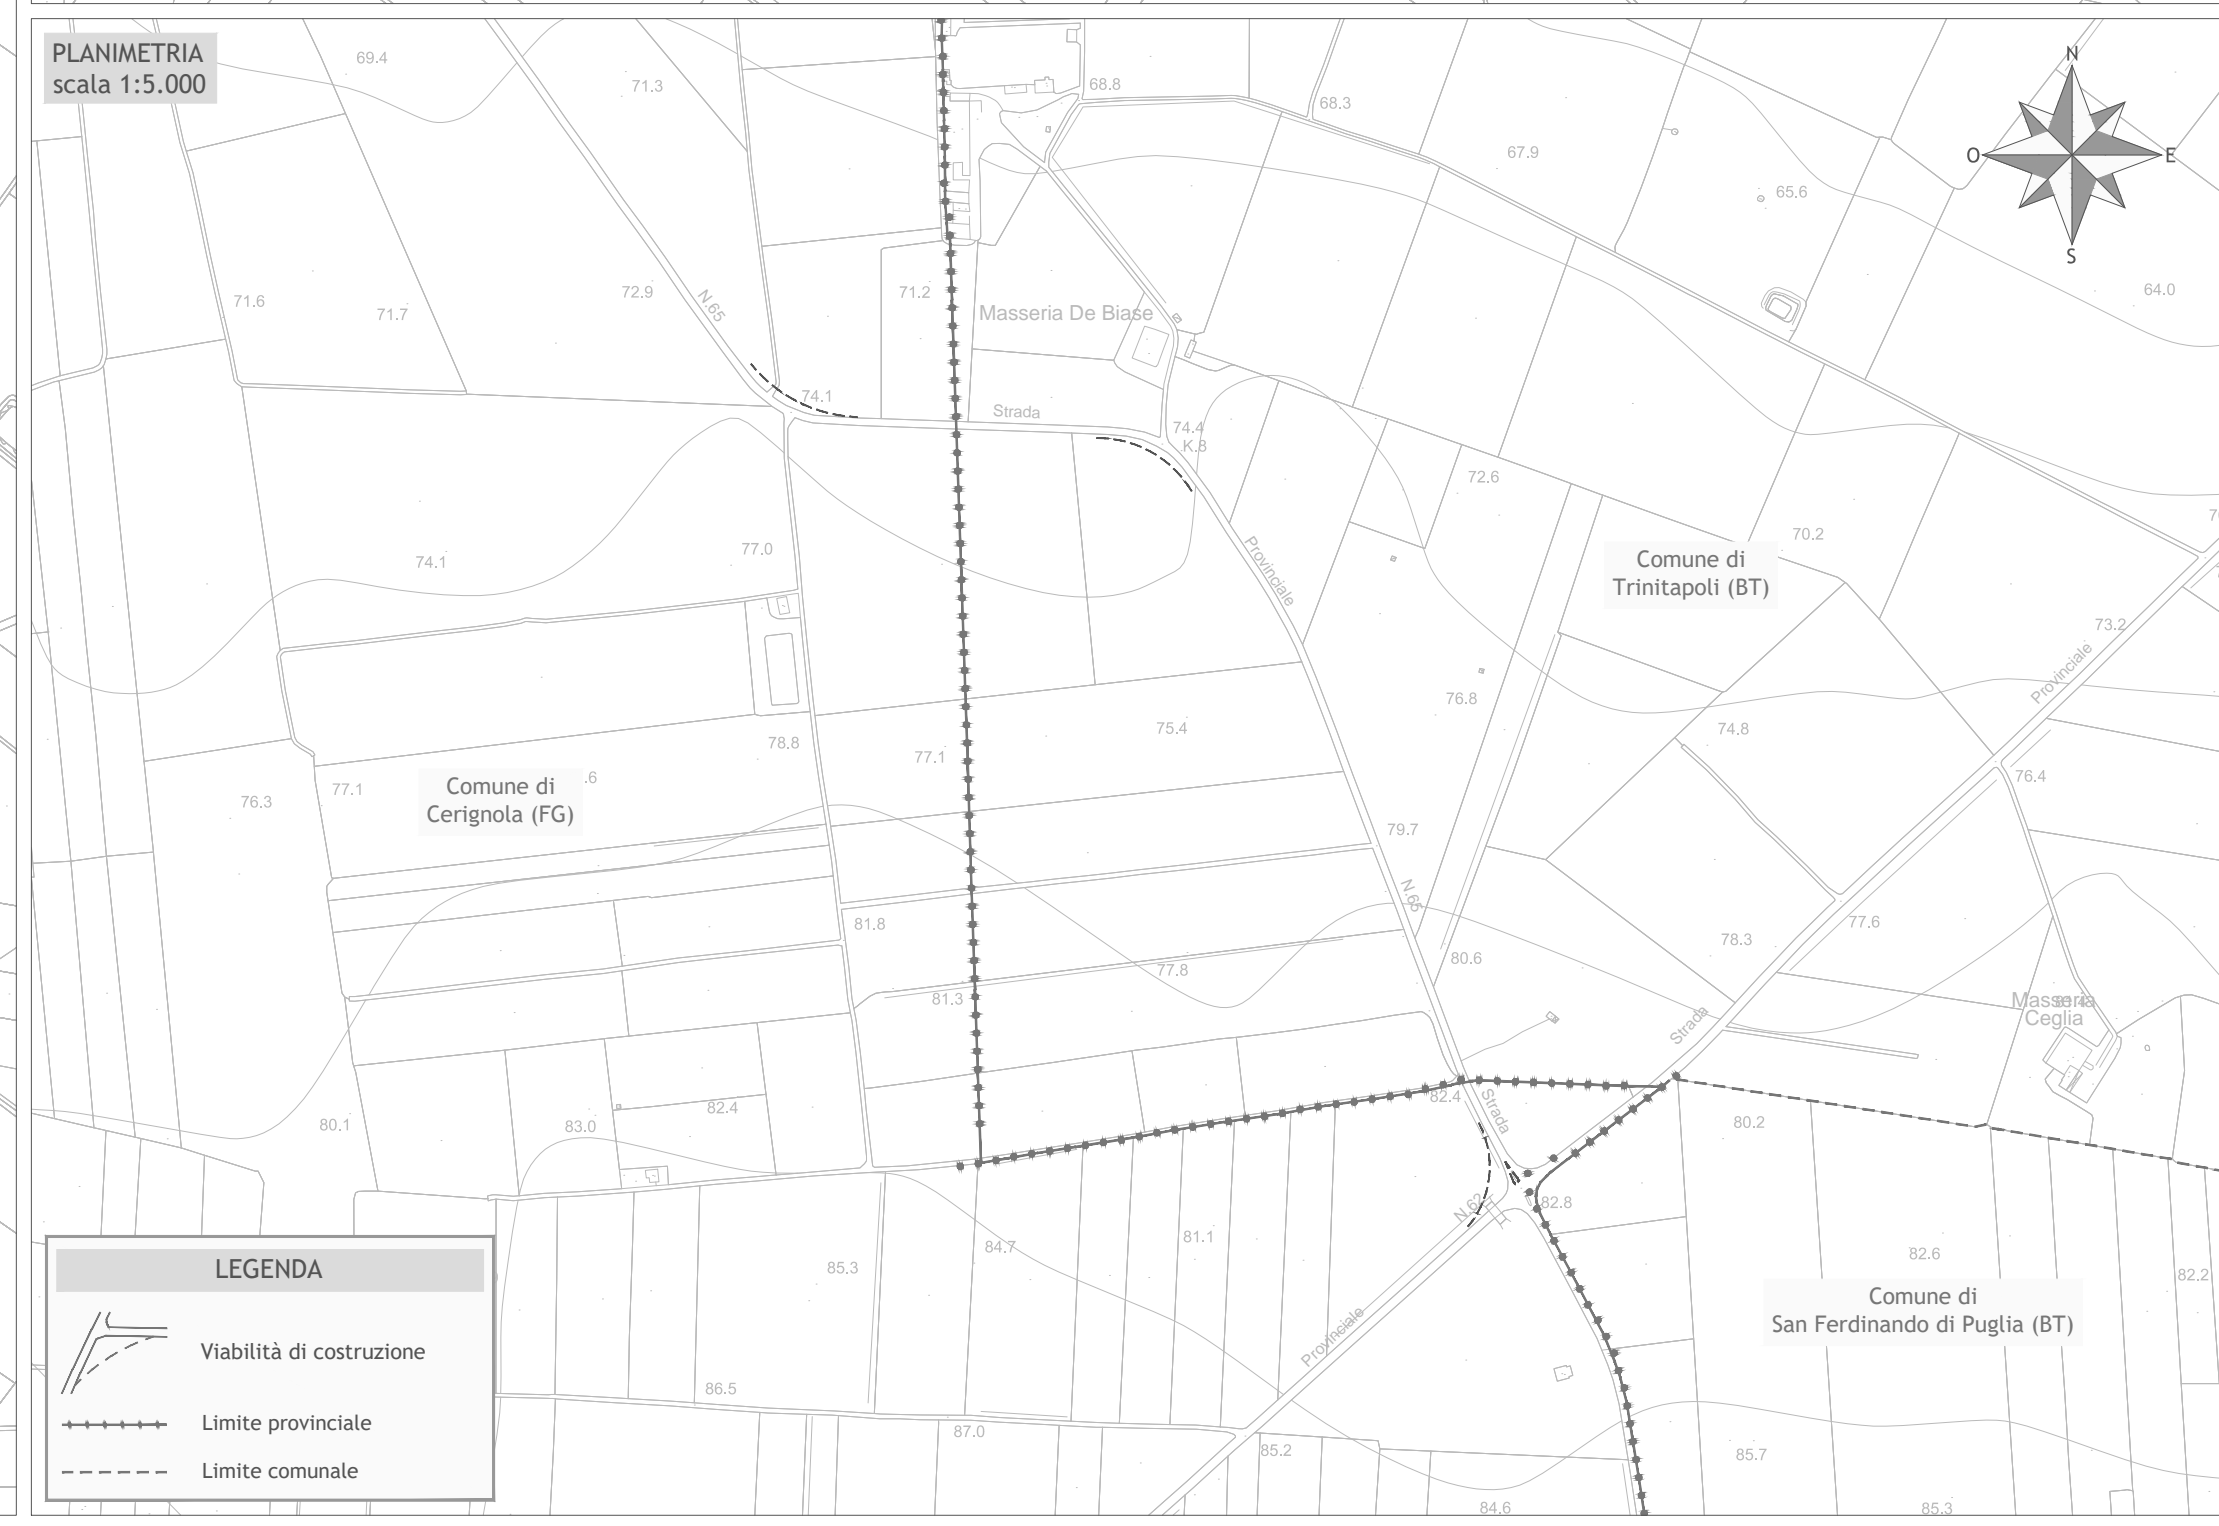 PLANIMETRIA
scala 1:5.000
69.4
71.3
68.8
68.3
67.9
65.6
64.0
N
O
E
S
71.6
71.7
72.9
N.65
71.2
Masseria De Biase
74.1
Strada
74.4
K.8
72.6
70.2
Comune di
Trinitapoli (BT)
74.1
77.0
Provinciale
73.2
Provinciale
76.8
74.8
75.4
76.4
78.8
77.1
76.3
77.1
Comune di
Cerignola (FG)
.6
79.7
N.65
81.8
77.6
78.3
80.6
77.8
81.3
Masseria
Ceglia
Strada
80.1
83.0
82.4
82.4
Strada
80.2
N.62
82.8
84.7
81.1
85.3
82.6
82.2
Comune di
San Ferdinando di Puglia (BT)
Provinciale
86.5
87.0
85.2
85.7
84.6
85.3
LEGENDA
Viabilità di costruzione
Limite provinciale
Limite comunale